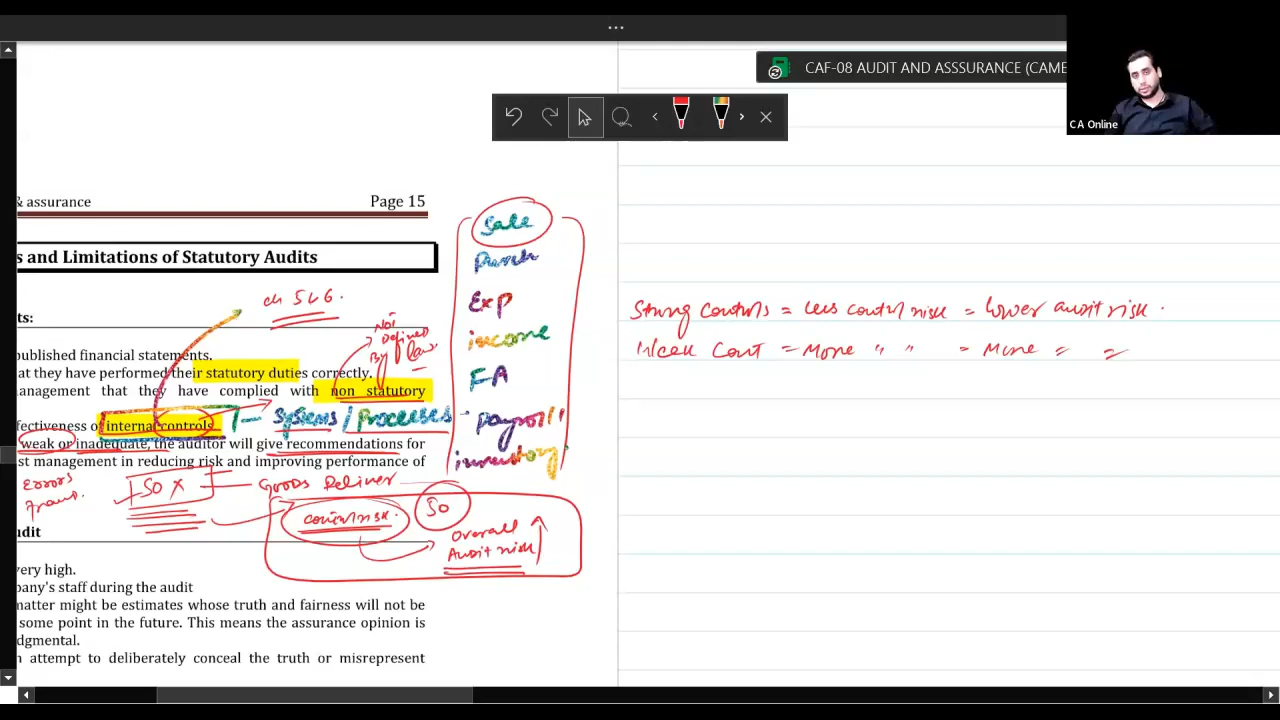 CAF-08 AUDIT AND ASSSURANCE (CAME
C A Online
& assurance
Page 15
s and Limitations of Statutory Audits
nts:
published financial statements.
at they have performed their statutory duties correctly.
anagement that they have complied with non statutory
fectiveness of internal controls
weak or inadequate, the auditor will give recommendations for
st management in reducing risk and improving performance of
udit
very high.
pany's staff during the audit
matter might be estimates whose truth and fairness will not be
some point in the future. This means the assurance opinion is
dgmental.
n attempt to deliberately conceal the truth or misrepresent
ch 5 & 6.
Not
Defined
By law.
Systems / Processes
Errors
Fraud.
SO X
Goods Deliver
control risk.
SO
Overall
Audit risk
Sale
Purch
Exp
income
FA
Payroll
inventory
Strong Controls = Less control risk = lower audit risk.
Weak Cont = More " " = More " "